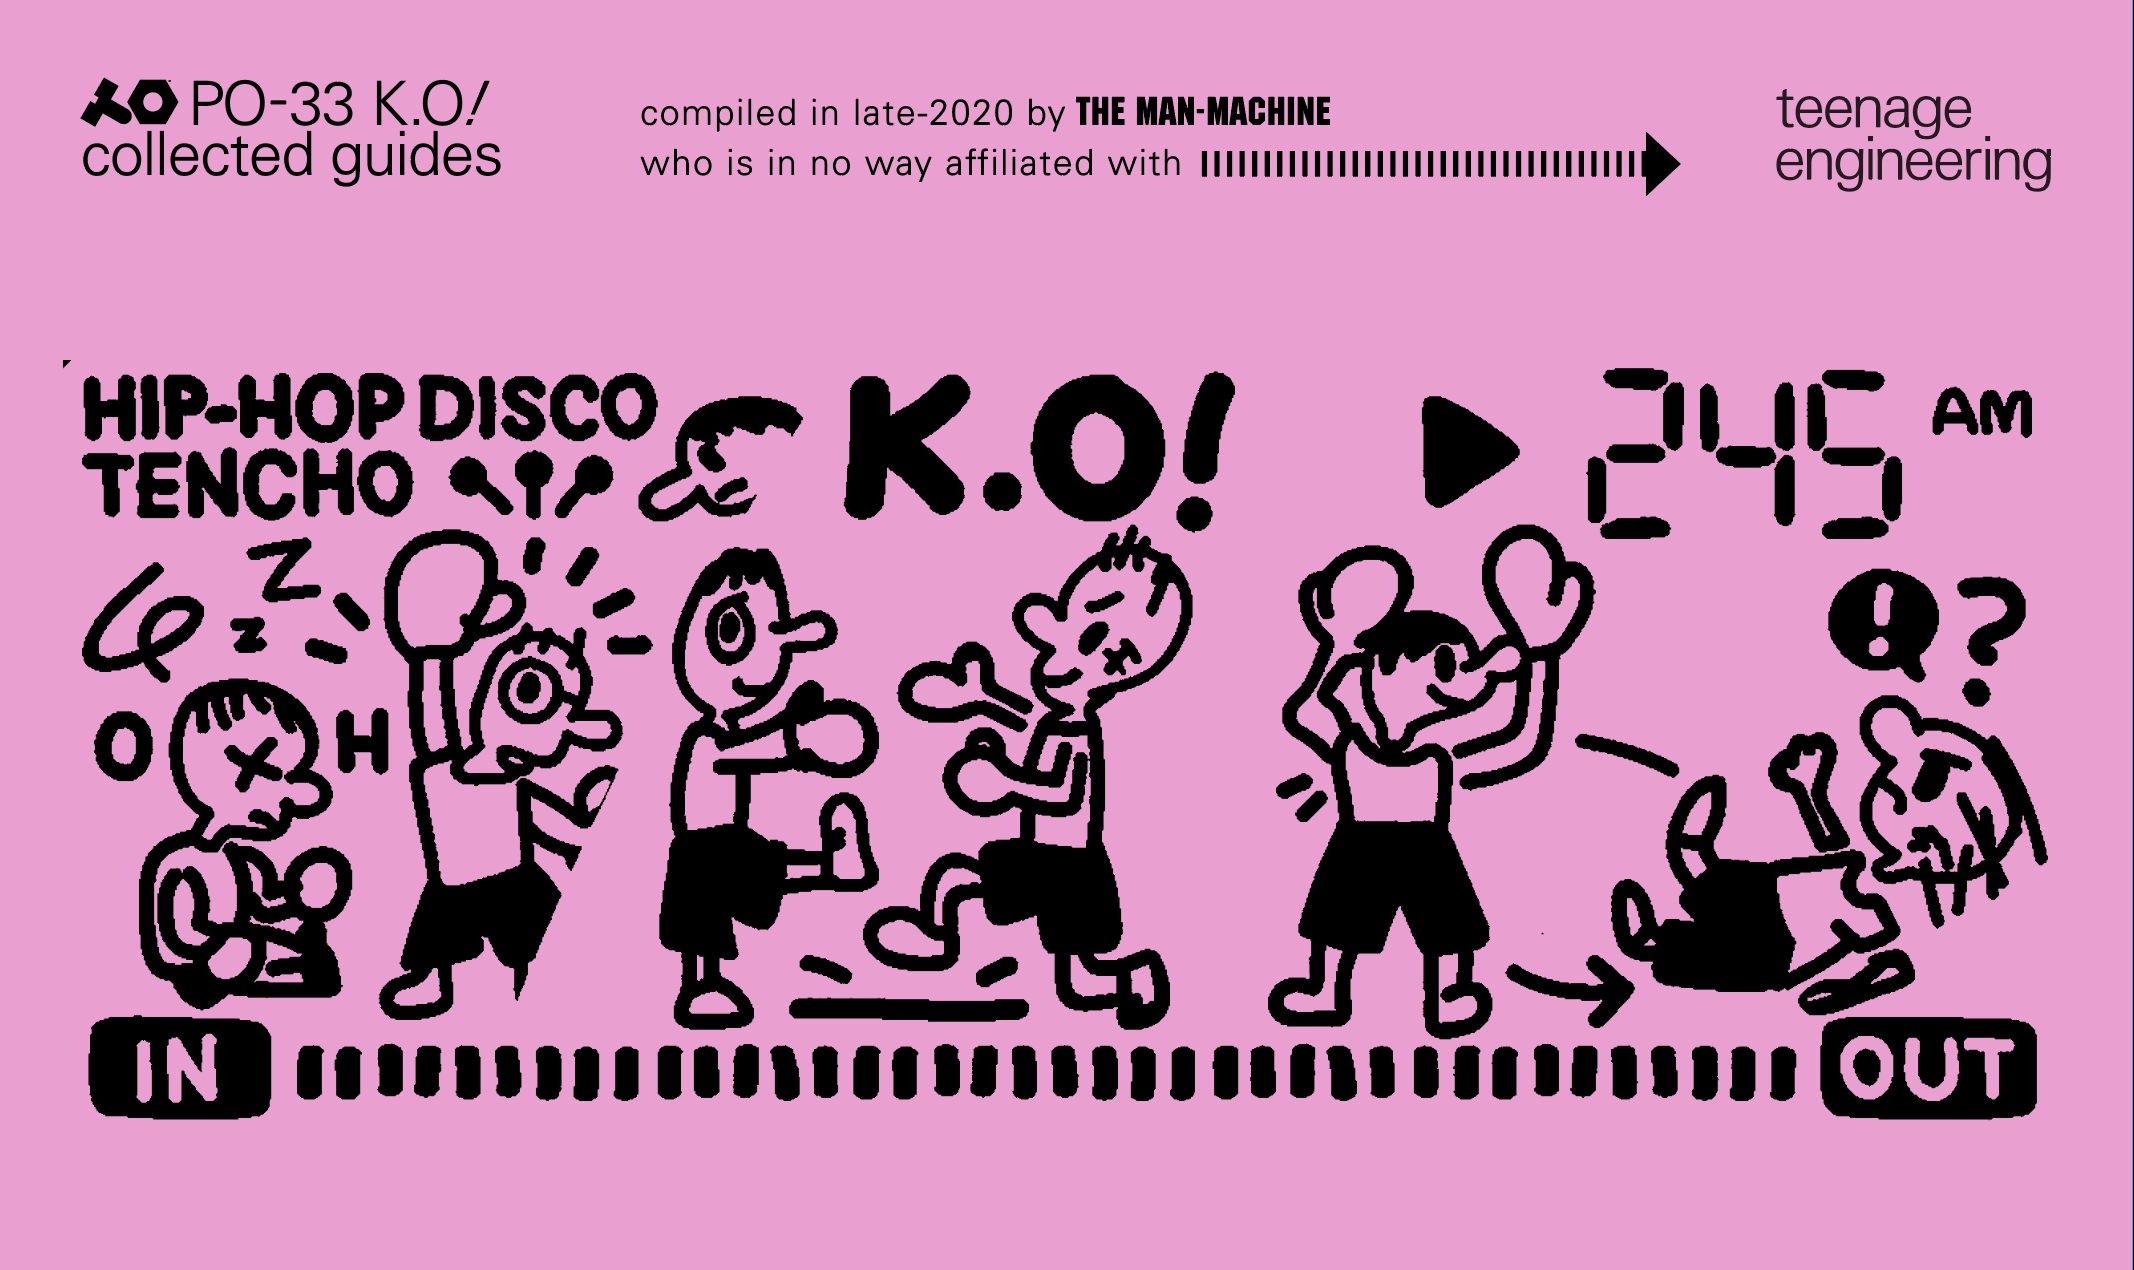 PO-33 K.O!
collected guides
compiled in late-2020 by THE MAN-MACHINE
who is in no way affiliated with
teenage
engineering
HIP-HOP DISCO
TENCHO
K.O!
245 AM
z
z
! ?
O H
IN
OUT